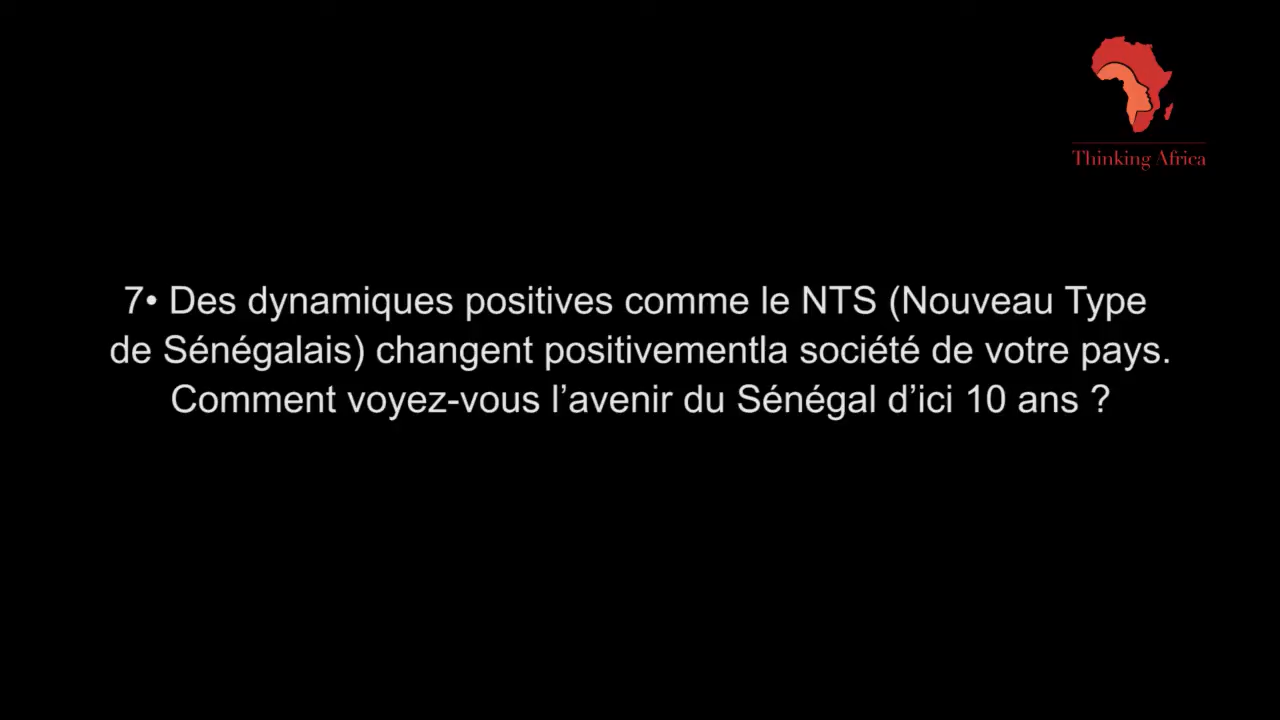 Thinking Africa
7• Des dynamiques positives comme le NTS (Nouveau Type
de Sénégalais) changent positivementla société de votre pays.
Comment voyez-vous l’avenir du Sénégal d’ici 10 ans ?